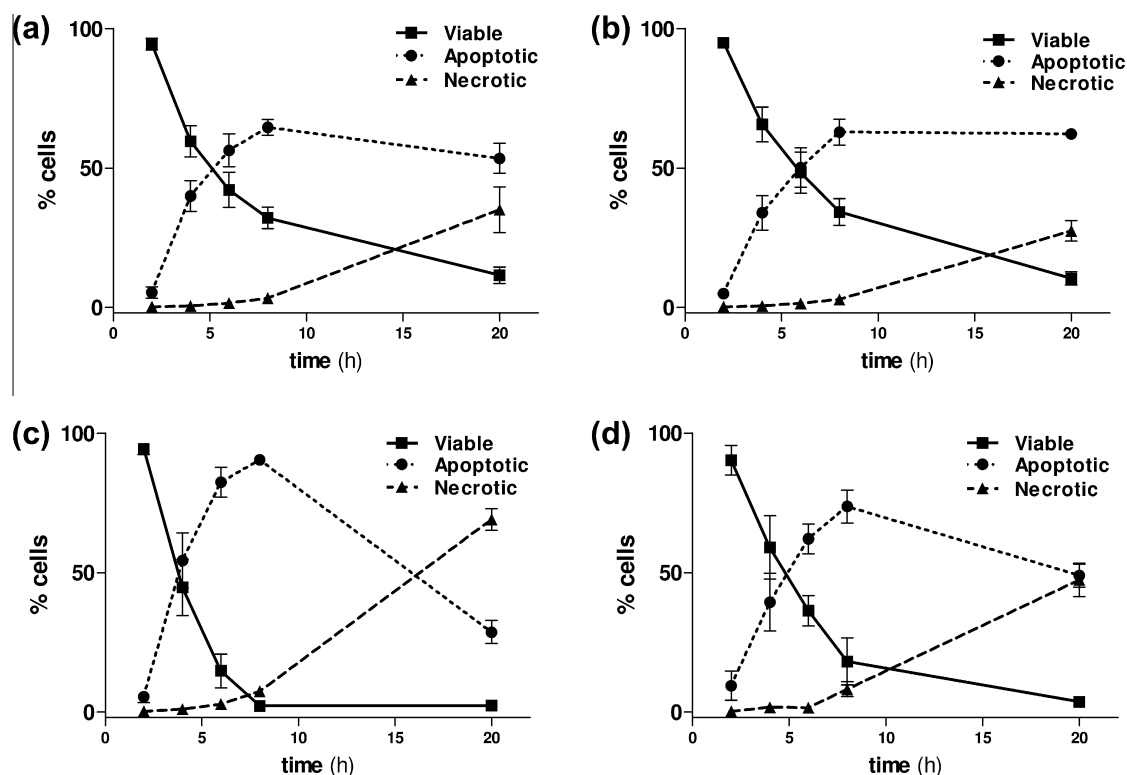 (a)
100
50
0
% cells
Viable
Apoptotic
Necrotic
0 5 10 15 20
time (h)
(b)
100
50
0
% cells
Viable
Apoptotic
Necrotic
0 5 10 15 20
time (h)
(c)
100
50
0
% cells
Viable
Apoptotic
Necrotic
0 5 10 15 20
time (h)
(d)
100
50
0
% cells
Viable
Apoptotic
Necrotic
0 5 10 15 20
time (h)